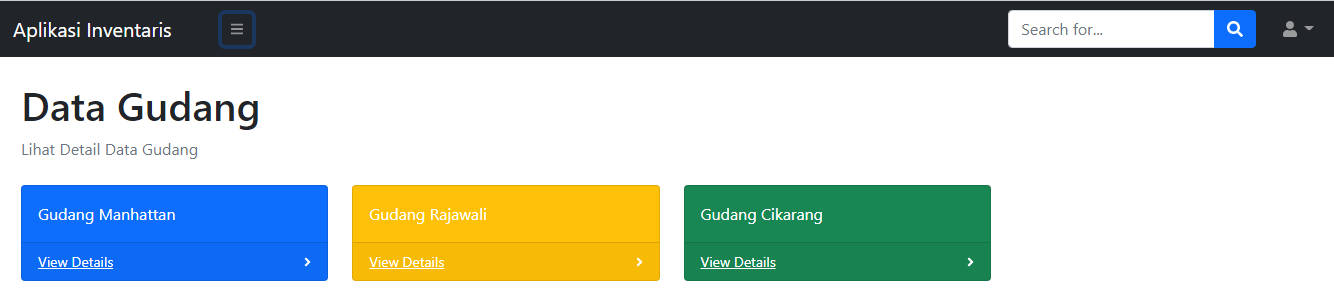 Aplikasi Inventaris
Search for...
Data Gudang
Lihat Detail Data Gudang
Gudang Manhattan
Gudang Rajawali
Gudang Cikarang
View Details
View Details
View Details